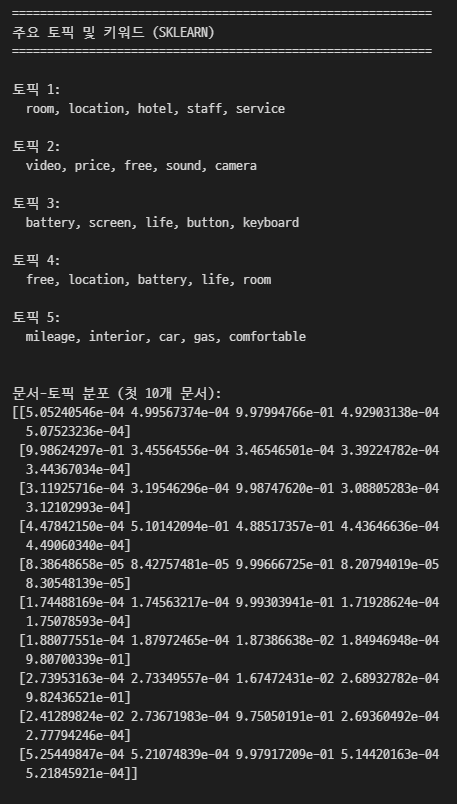 ============================================================
주요 토픽 및 키워드 (SKLEARN)
============================================================
토픽 1:
room, location, hotel, staff, service
토픽 2:
video, price, free, sound, camera
토픽 3:
battery, screen, life, button, keyboard
토픽 4:
free, location, battery, life, room
토픽 5:
mileage, interior, car, gas, comfortable
문서-토픽 분포 (첫 10개 문서):
[[5.05240546e-04 4.99567374e-04 9.97994766e-01 4.92903138e-04
5.07523236e-04]
[9.98624297e-01 3.45564556e-04 3.46546501e-04 3.39224782e-04
3.44367034e-04]
[3.11925716e-04 3.19546296e-04 9.98747620e-01 3.08805283e-04
3.12102993e-04]
[4.47842150e-04 5.10142094e-01 4.88517357e-01 4.43646636e-04
4.49060340e-04]
[8.38648658e-05 8.42757481e-05 9.99666725e-01 8.20794019e-05
8.30548139e-05]
[1.74488169e-04 1.74563217e-04 9.99303941e-01 1.71928624e-04
1.75078593e-04]
[1.88077551e-04 1.87972465e-04 1.87386638e-02 1.84946948e-04
9.80700339e-01]
[2.73953163e-04 2.73349557e-04 1.67472431e-02 2.68932782e-04
9.82436521e-01]
[2.41289824e-02 2.73671983e-04 9.75050191e-01 2.69360492e-04
2.77794246e-04]
[5.25449847e-04 5.21074839e-04 9.97917209e-01 5.14420163e-04
5.21845921e-04]]